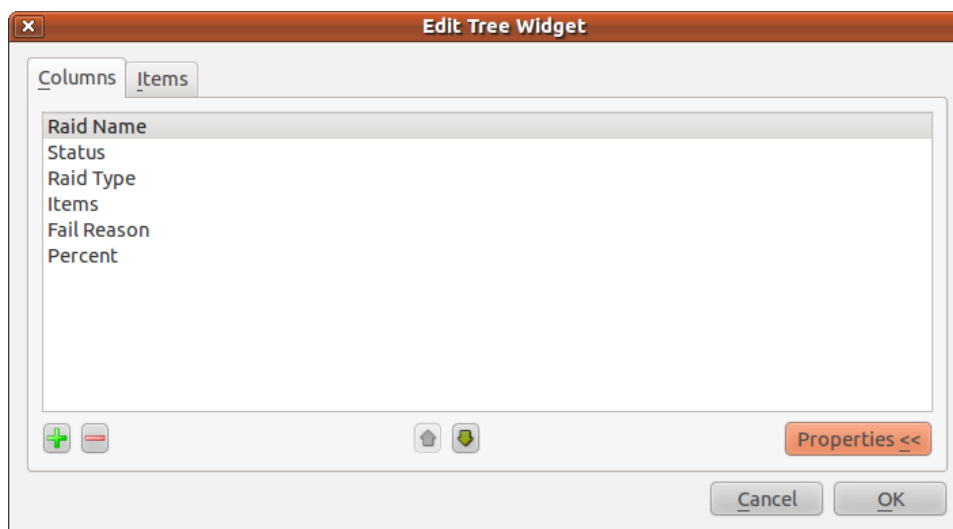 Edit Tree Widget
Columns Items
Raid Name
Status
Raid Type
Items
Fail Reason
Percent
Properties <<
Cancel OK